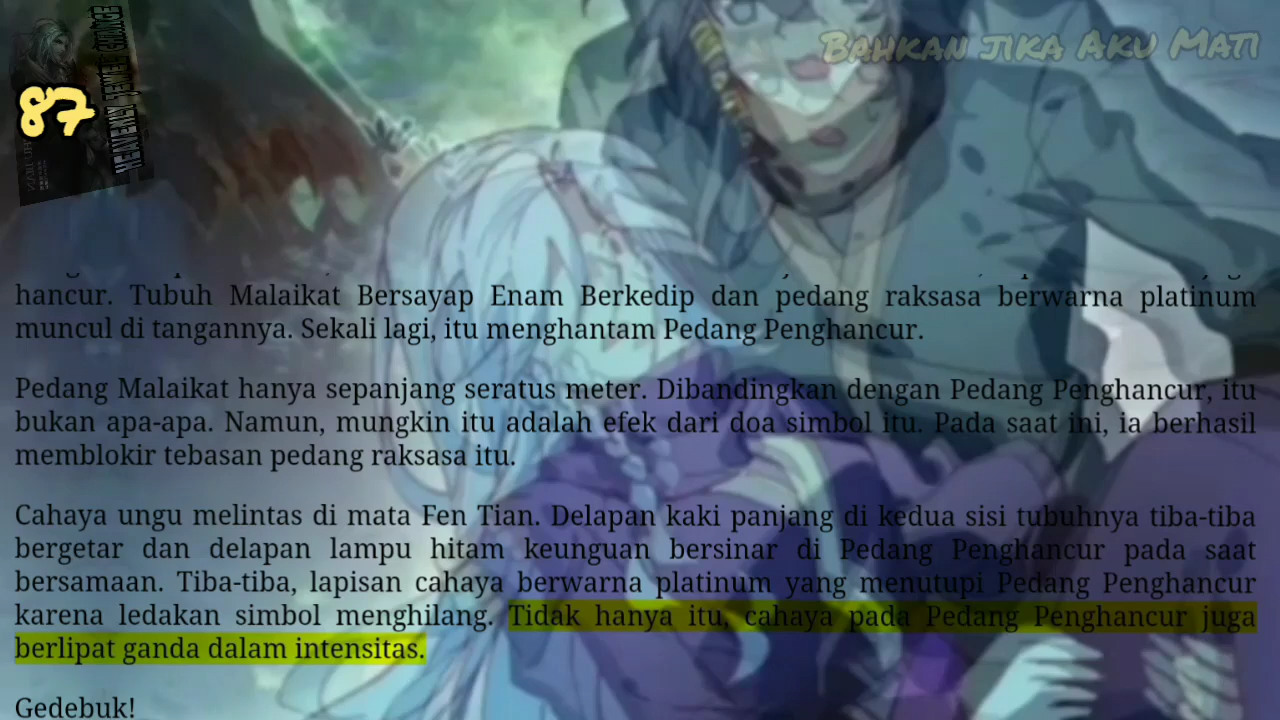 Bahkan jika Aku Mati
87
HEAVENLY JEWEL CHANGE
hancur. Tubuh Malaikat Bersayap Enam Berkedip dan pedang raksasa berwarna platinum
muncul di tangannya. Sekali lagi, itu menghantam Pedang Penghancur.
Pedang Malaikat hanya sepanjang seratus meter. Dibandingkan dengan Pedang Penghancur, itu
bukan apa-apa. Namun, mungkin itu adalah efek dari doa simbol itu. Pada saat ini, ia berhasil
memblokir tebasan pedang raksasa itu.
Cahaya ungu melintas di mata Fen Tian. Delapan kaki panjang di kedua sisi tubuhnya tiba-tiba
bergetar dan delapan lampu hitam keunguan bersinar di Pedang Penghancur pada saat
bersamaan. Tiba-tiba, lapisan cahaya berwarna platinum yang menutupi Pedang Penghancur
karena ledakan simbol menghilang. Tidak hanya itu, cahaya pada Pedang Penghancur juga
berlipat ganda dalam intensitas.
Gedebuk!